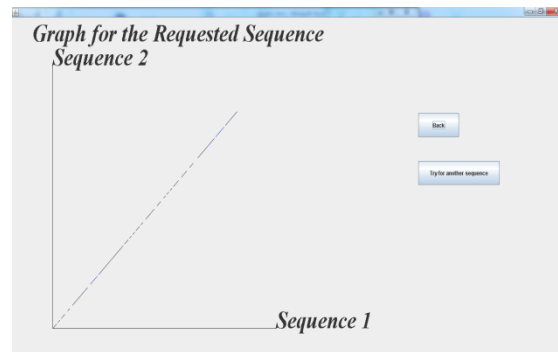 Graph for the Requested Sequence
Sequence 2
Back
Try for another sequence
Sequence 1